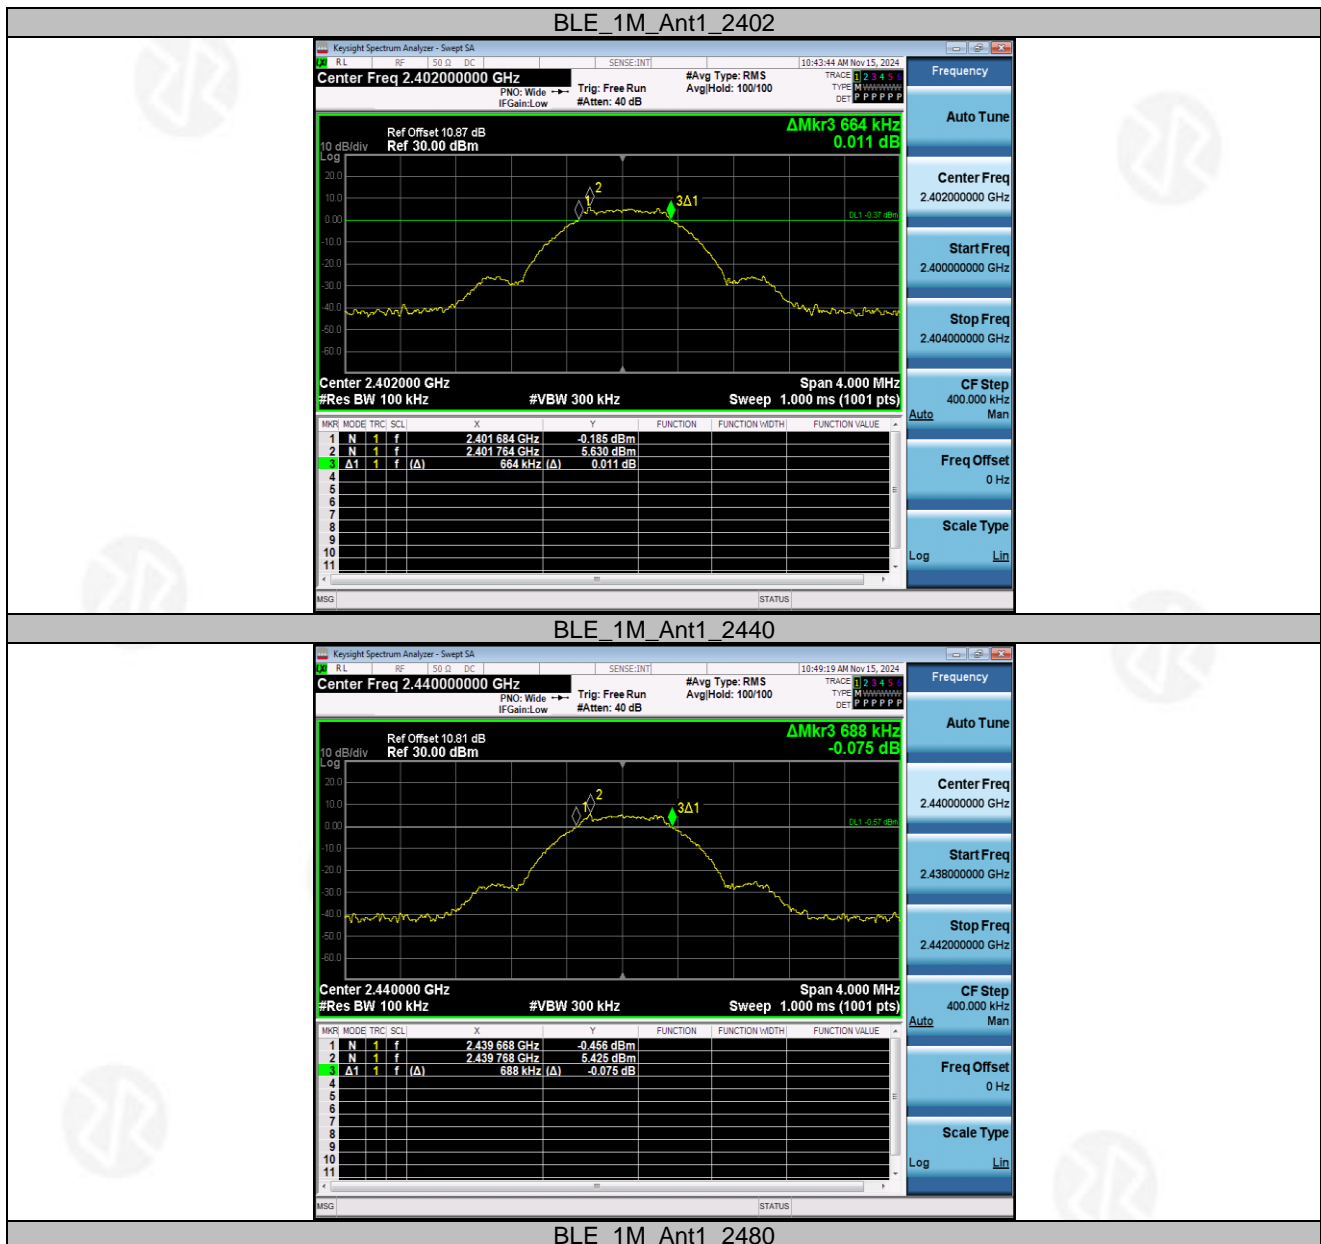 BLE_1M_Ant1_2402
Keysight Spectrum Analyzer - Swept SA
RL RF 50 Ω DC SENSE:INT 10:43:44 AM Nov 15, 2024
Center Freq 2.402000000 GHz #Avg Type: RMS TRACE 1 2 3 4 5 6
PNO: Wide Trig: Free Run Avg|Hold: 100/100 TYPE M
IFGain:Low #Atten: 40 dB DET P P P P P P
ΔMkr3 664 kHz
Ref Offset 10.87 dB
10 dB/div Ref 30.00 dBm 0.011 dB
Log
20.0
10.0
0.00
-10.0
-20.0
-30.0
-40.0
-50.0
-60.0
1
2
3Δ1
DL1 -0.37 dBm
Center 2.402000 GHz Span 4.000 MHz
#Res BW 100 kHz #VBW 300 kHz Sweep 1.000 ms (1001 pts)
MKR MODE TRC SCL X Y FUNCTION FUNCTION WIDTH FUNCTION VALUE
1 N 1 f 2.401 684 GHz -0.185 dBm
2 N 1 f 2.401 764 GHz 5.630 dBm
3 Δ1 1 f (Δ) 664 kHz (Δ) 0.011 dB
4
5
6
7
8
9
10
11
MSG STATUS
Frequency
Auto Tune
Center Freq
2.402000000 GHz
Start Freq
2.400000000 GHz
Stop Freq
2.404000000 GHz
CF Step
400.000 kHz
Auto Man
Freq Offset
0 Hz
Scale Type
Log Lin
BLE_1M_Ant1_2440
Keysight Spectrum Analyzer - Swept SA
RL RF 50 Ω DC SENSE:INT 10:49:19 AM Nov 15, 2024
Center Freq 2.440000000 GHz #Avg Type: RMS TRACE 1 2 3 4 5 6
PNO: Wide Trig: Free Run Avg|Hold: 100/100 TYPE M
IFGain:Low #Atten: 40 dB DET P P P P P P
ΔMkr3 688 kHz
Ref Offset 10.81 dB
10 dB/div Ref 30.00 dBm -0.075 dB
Log
20.0
10.0
0.00
-10.0
-20.0
-30.0
-40.0
-50.0
-60.0
1
2
3Δ1
DL1 -0.57 dBm
Center 2.440000 GHz Span 4.000 MHz
#Res BW 100 kHz #VBW 300 kHz Sweep 1.000 ms (1001 pts)
MKR MODE TRC SCL X Y FUNCTION FUNCTION WIDTH FUNCTION VALUE
1 N 1 f 2.439 668 GHz -0.456 dBm
2 N 1 f 2.439 768 GHz 5.425 dBm
3 Δ1 1 f (Δ) 688 kHz (Δ) -0.075 dB
4
5
6
7
8
9
10
11
MSG STATUS
Frequency
Auto Tune
Center Freq
2.440000000 GHz
Start Freq
2.438000000 GHz
Stop Freq
2.442000000 GHz
CF Step
400.000 kHz
Auto Man
Freq Offset
0 Hz
Scale Type
Log Lin
BLE_1M_Ant1_2480